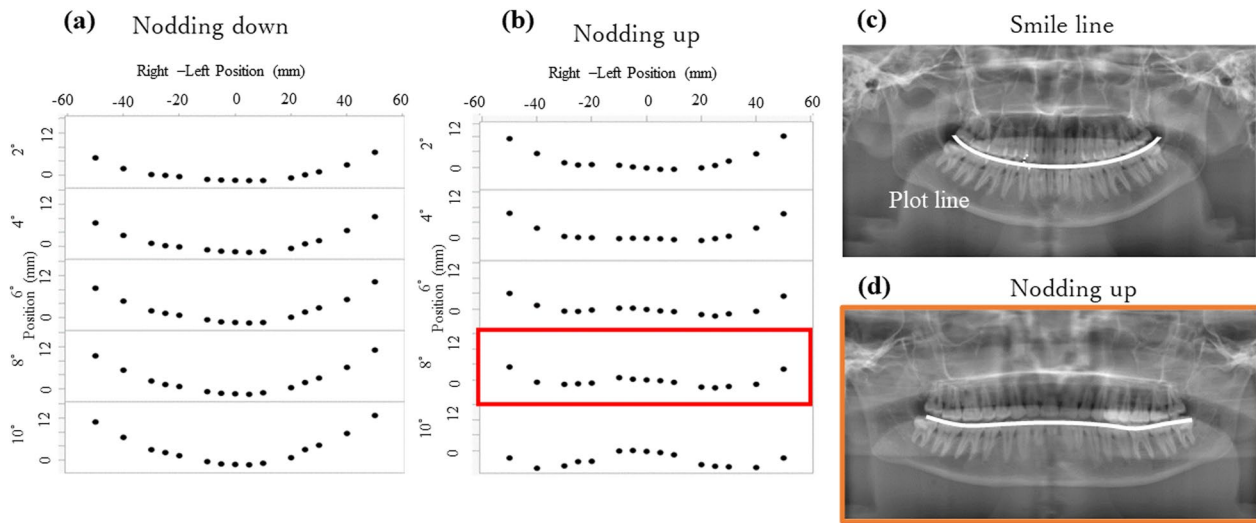 (a)
Nodding down
Right –Left Position (mm)
-60 -40 -20 0 20 40 60
Position (mm)
2° 12 0
4° 12 0
6° 12 0
8° 12 0
10° 12 0
(b)
Nodding up
Right –Left Position (mm)
-60 -40 -20 0 20 40 60
Position (mm)
2° 12 0
4° 12 0
6° 12 0
8° 12 0
10° 12 0
(c)
Smile line
Plot line
(d)
Nodding up